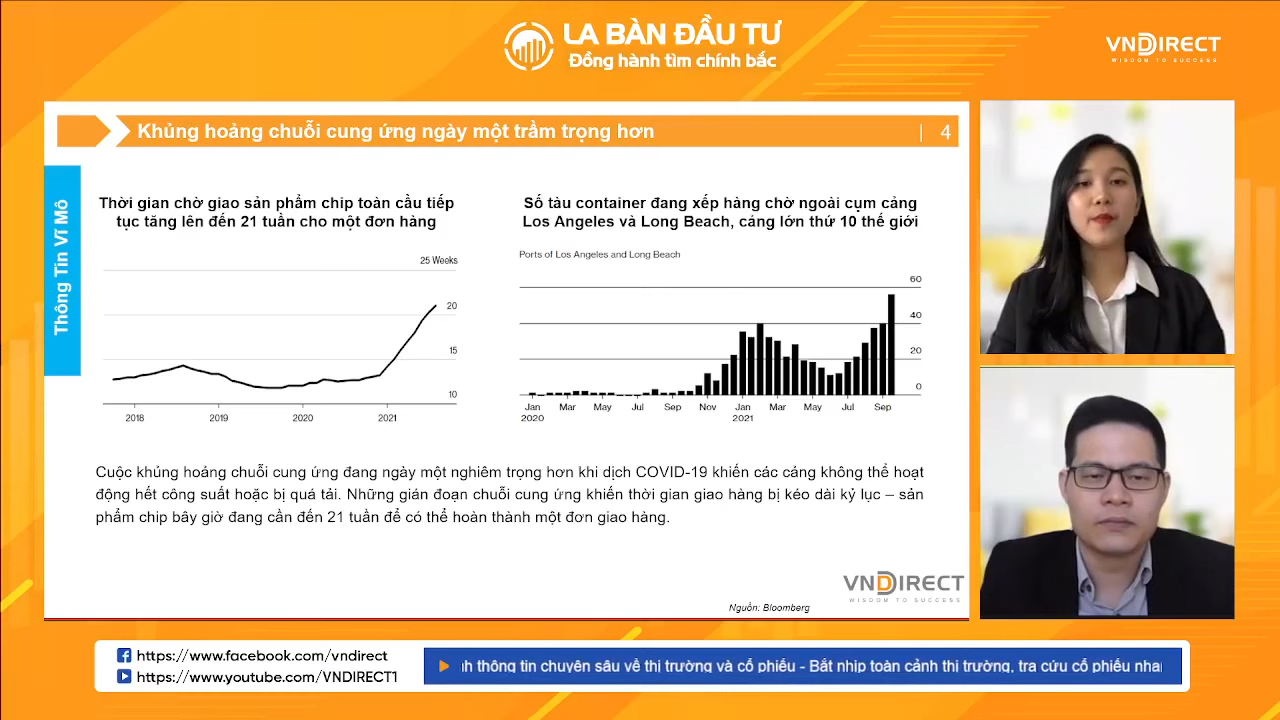 LA BÀN ĐẦU TƯ
Đồng hành tìm chính bắc
VNDIRECT
WISDOM TO SUCCESS
Khủng hoảng chuỗi cung ứng ngày một trầm trọng hơn
| 4
Thông Tin Vĩ Mô
Thời gian chờ giao sản phẩm chip toàn cầu tiếp
tục tăng lên đến 21 tuần cho một đơn hàng
25 Weeks
20
15
10
2018 2019 2020 2021
Số tàu container đang xếp hàng chờ ngoài cụm cảng
Los Angeles và Long Beach, cảng lớn thứ 10 thế giới
Ports of Los Angeles and Long Beach
60
40
20
0
Jan Mar May Jul Sep Nov Jan Mar May Jul Sep
2020 2021
Cuộc khủng hoảng chuỗi cung ứng đang ngày một nghiêm trọng hơn khi dịch COVID-19 khiến các cảng không thể hoạt
động hết công suất hoặc bị quá tải. Những gián đoạn chuỗi cung ứng khiến thời gian giao hàng bị kéo dài kỷ lục – sản
phẩm chip bây giờ đang cần đến 21 tuần để có thể hoàn thành một đơn giao hàng.
VNDIRECT
WISDOM TO SUCCESS
Nguồn: Bloomberg
https://www.facebook.com/vndirect
https://www.youtube.com/VNDIRECT1
thông tin chuyên sâu về thị trường và cổ phiếu - Bắt nhịp toàn cảnh thị trường, tra cứu cổ phiếu